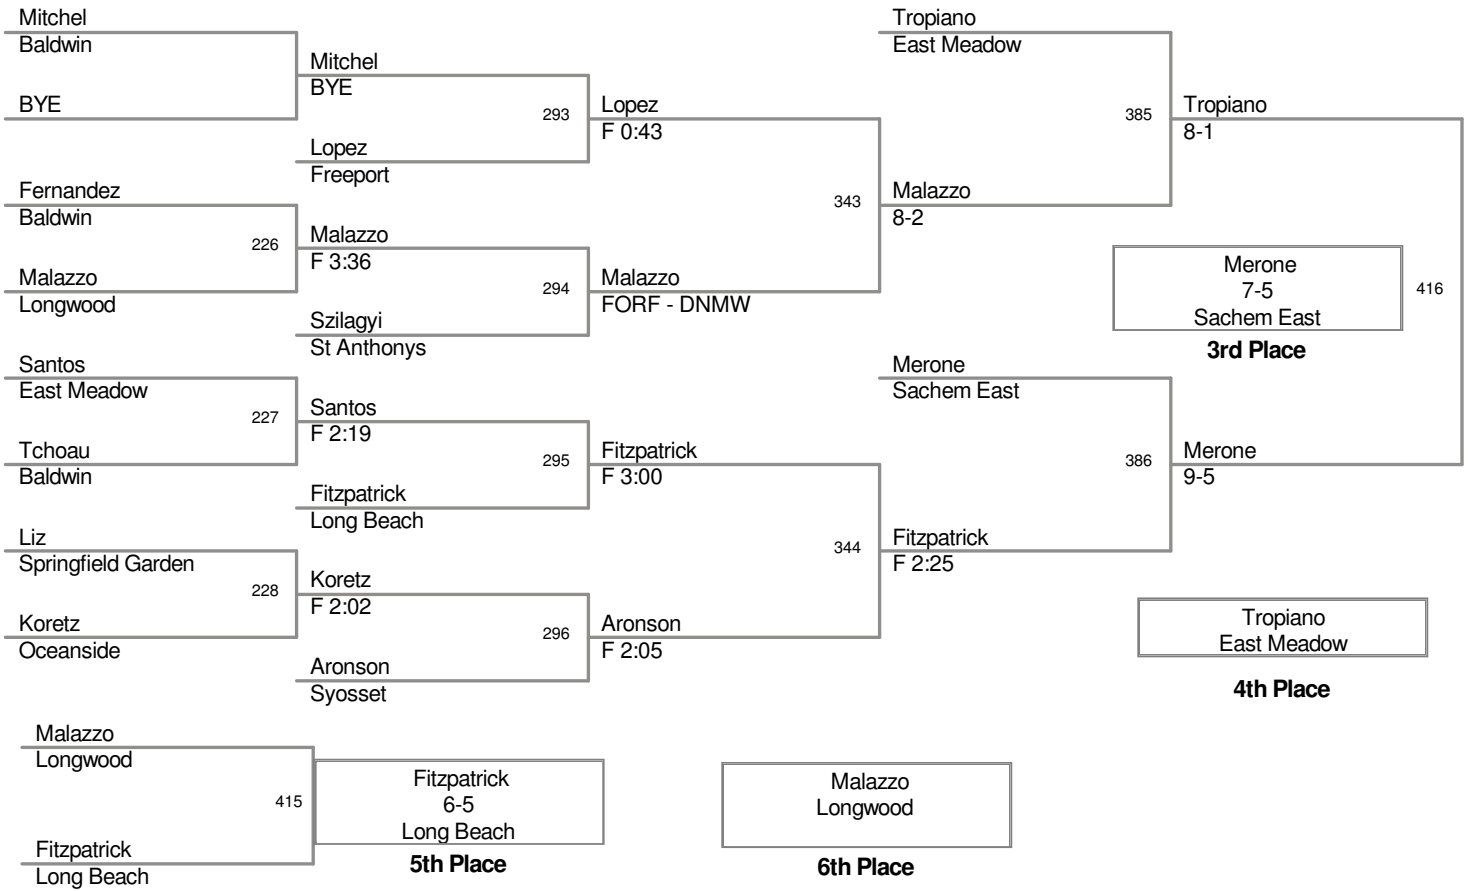 Mitchel
Baldwin
BYE
Fernandez
Baldwin
226
Malazzo
Longwood
Santos
East Meadow
227
Tchoau
Baldwin
Liz
Springfield Garden
228
Koretz
Oceanside
Mitchel
BYE
293
Lopez
Freeport
Malazzo
F 3:36
294
Szilagyi
St Anthonys
Santos
F 2:19
295
Fitzpatrick
Long Beach
Koretz
F 2:02
296
Aronson
Syosset
Lopez
F 0:43
343
Malazzo
FORF - DNMW
Fitzpatrick
F 3:00
344
Aronson
F 2:05
Tropiano
East Meadow
385
Malazzo
8-2
Merone
Sachem East
386
Fitzpatrick
F 2:25
Tropiano
8-1
416
Merone
9-5
Merone
7-5
Sachem East
3rd Place
Tropiano
East Meadow
4th Place
Malazzo
Longwood
415
Fitzpatrick
Long Beach
Fitzpatrick
6-5
Long Beach
5th Place
Malazzo
Longwood
6th Place